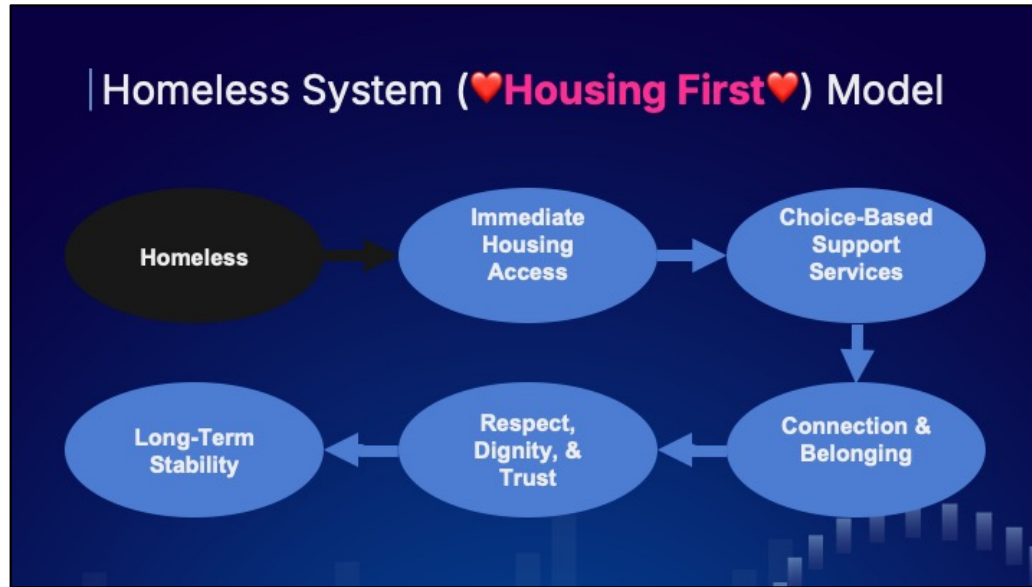 Homeless System (❤️Housing First❤️) Model
Homeless
Immediate
Housing
Access
Choice-Based
Support
Services
Connection &
Belonging
Respect,
Dignity, &
Trust
Long-Term
Stability